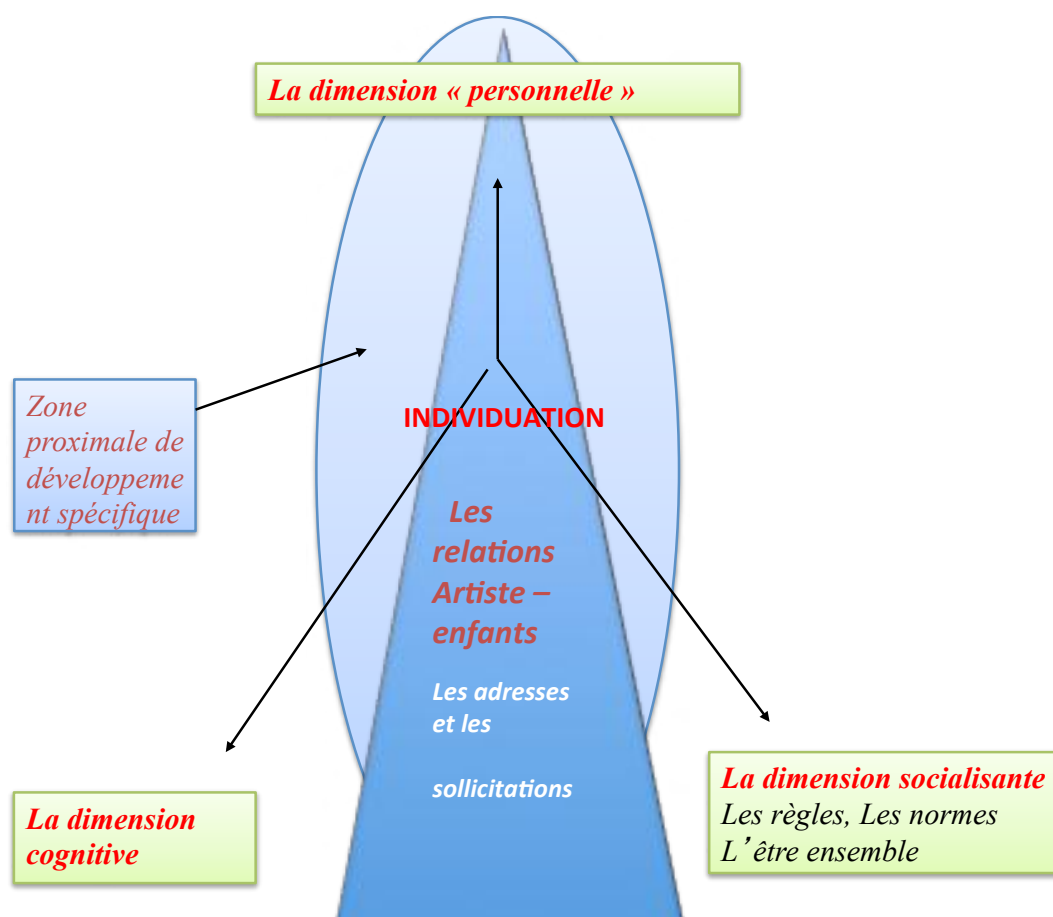 La dimension « personnelle »
Zone
proximale de
développeme
nt spécifique
INDIVIDUATION
Les
relations
Artiste –
enfants
Les adresses
et les
sollicitations
La dimension
cognitive
La dimension socialisante
Les règles, Les normes
L’être ensemble